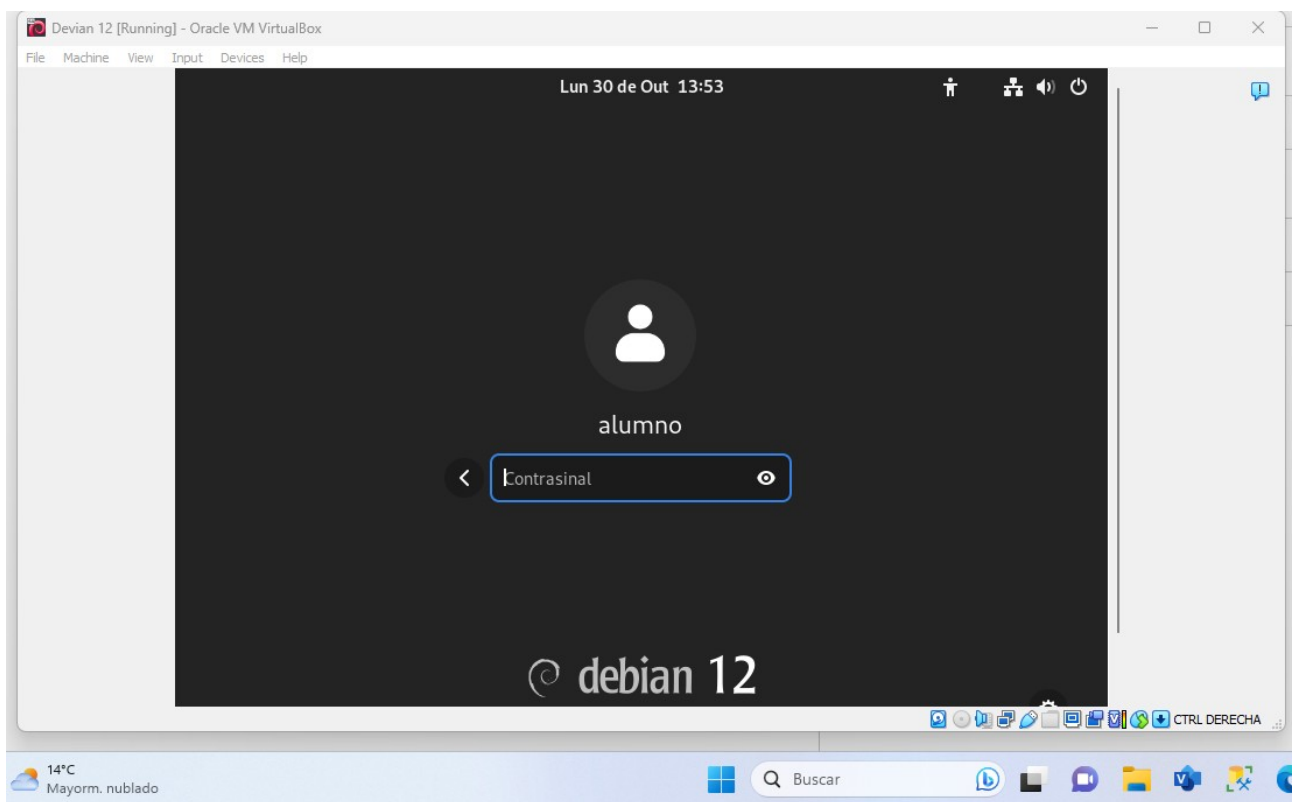 Devian 12 [Running] - Oracle VM VirtualBox
File Machine View Input Devices Help
Lun 30 de Out 13:53
alumno
Contrasinal
debian 12
CTRL DERECHA
14°C
Mayorm. nublado
Buscar